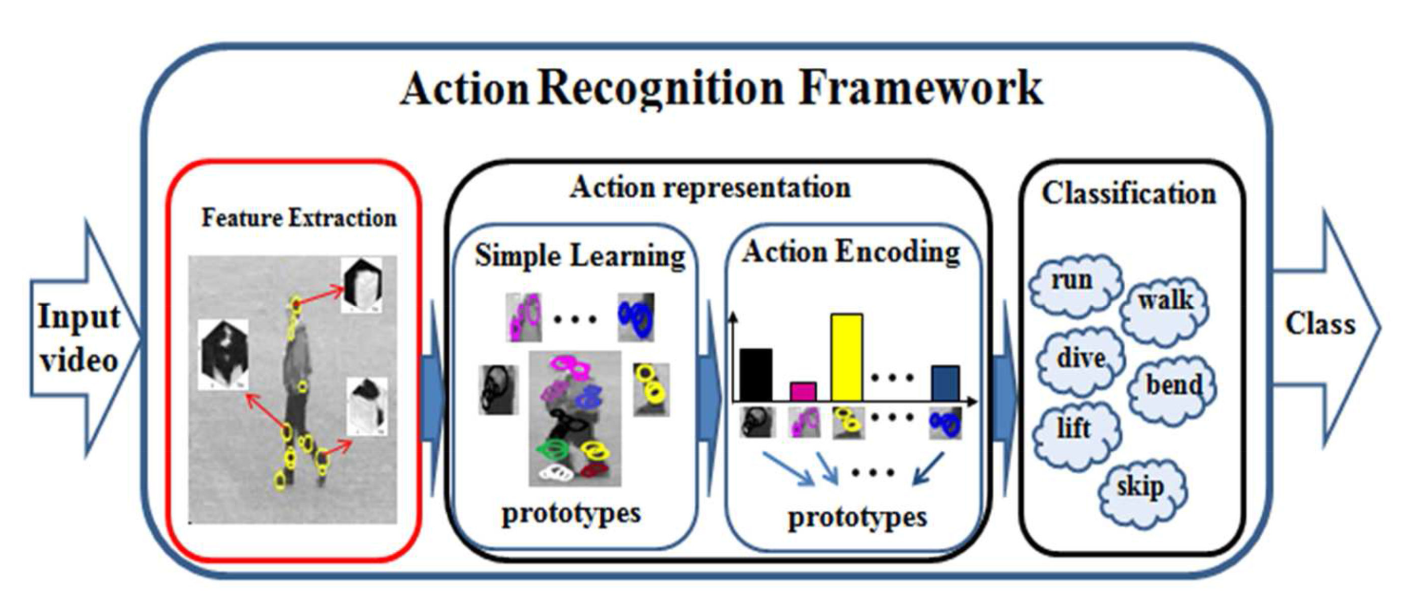 Action Recognition Framework
Input
video
Feature Extraction
Action representation
Simple Learning
prototypes
Action Encoding
prototypes
Classification
run
walk
dive
bend
lift
skip
Class